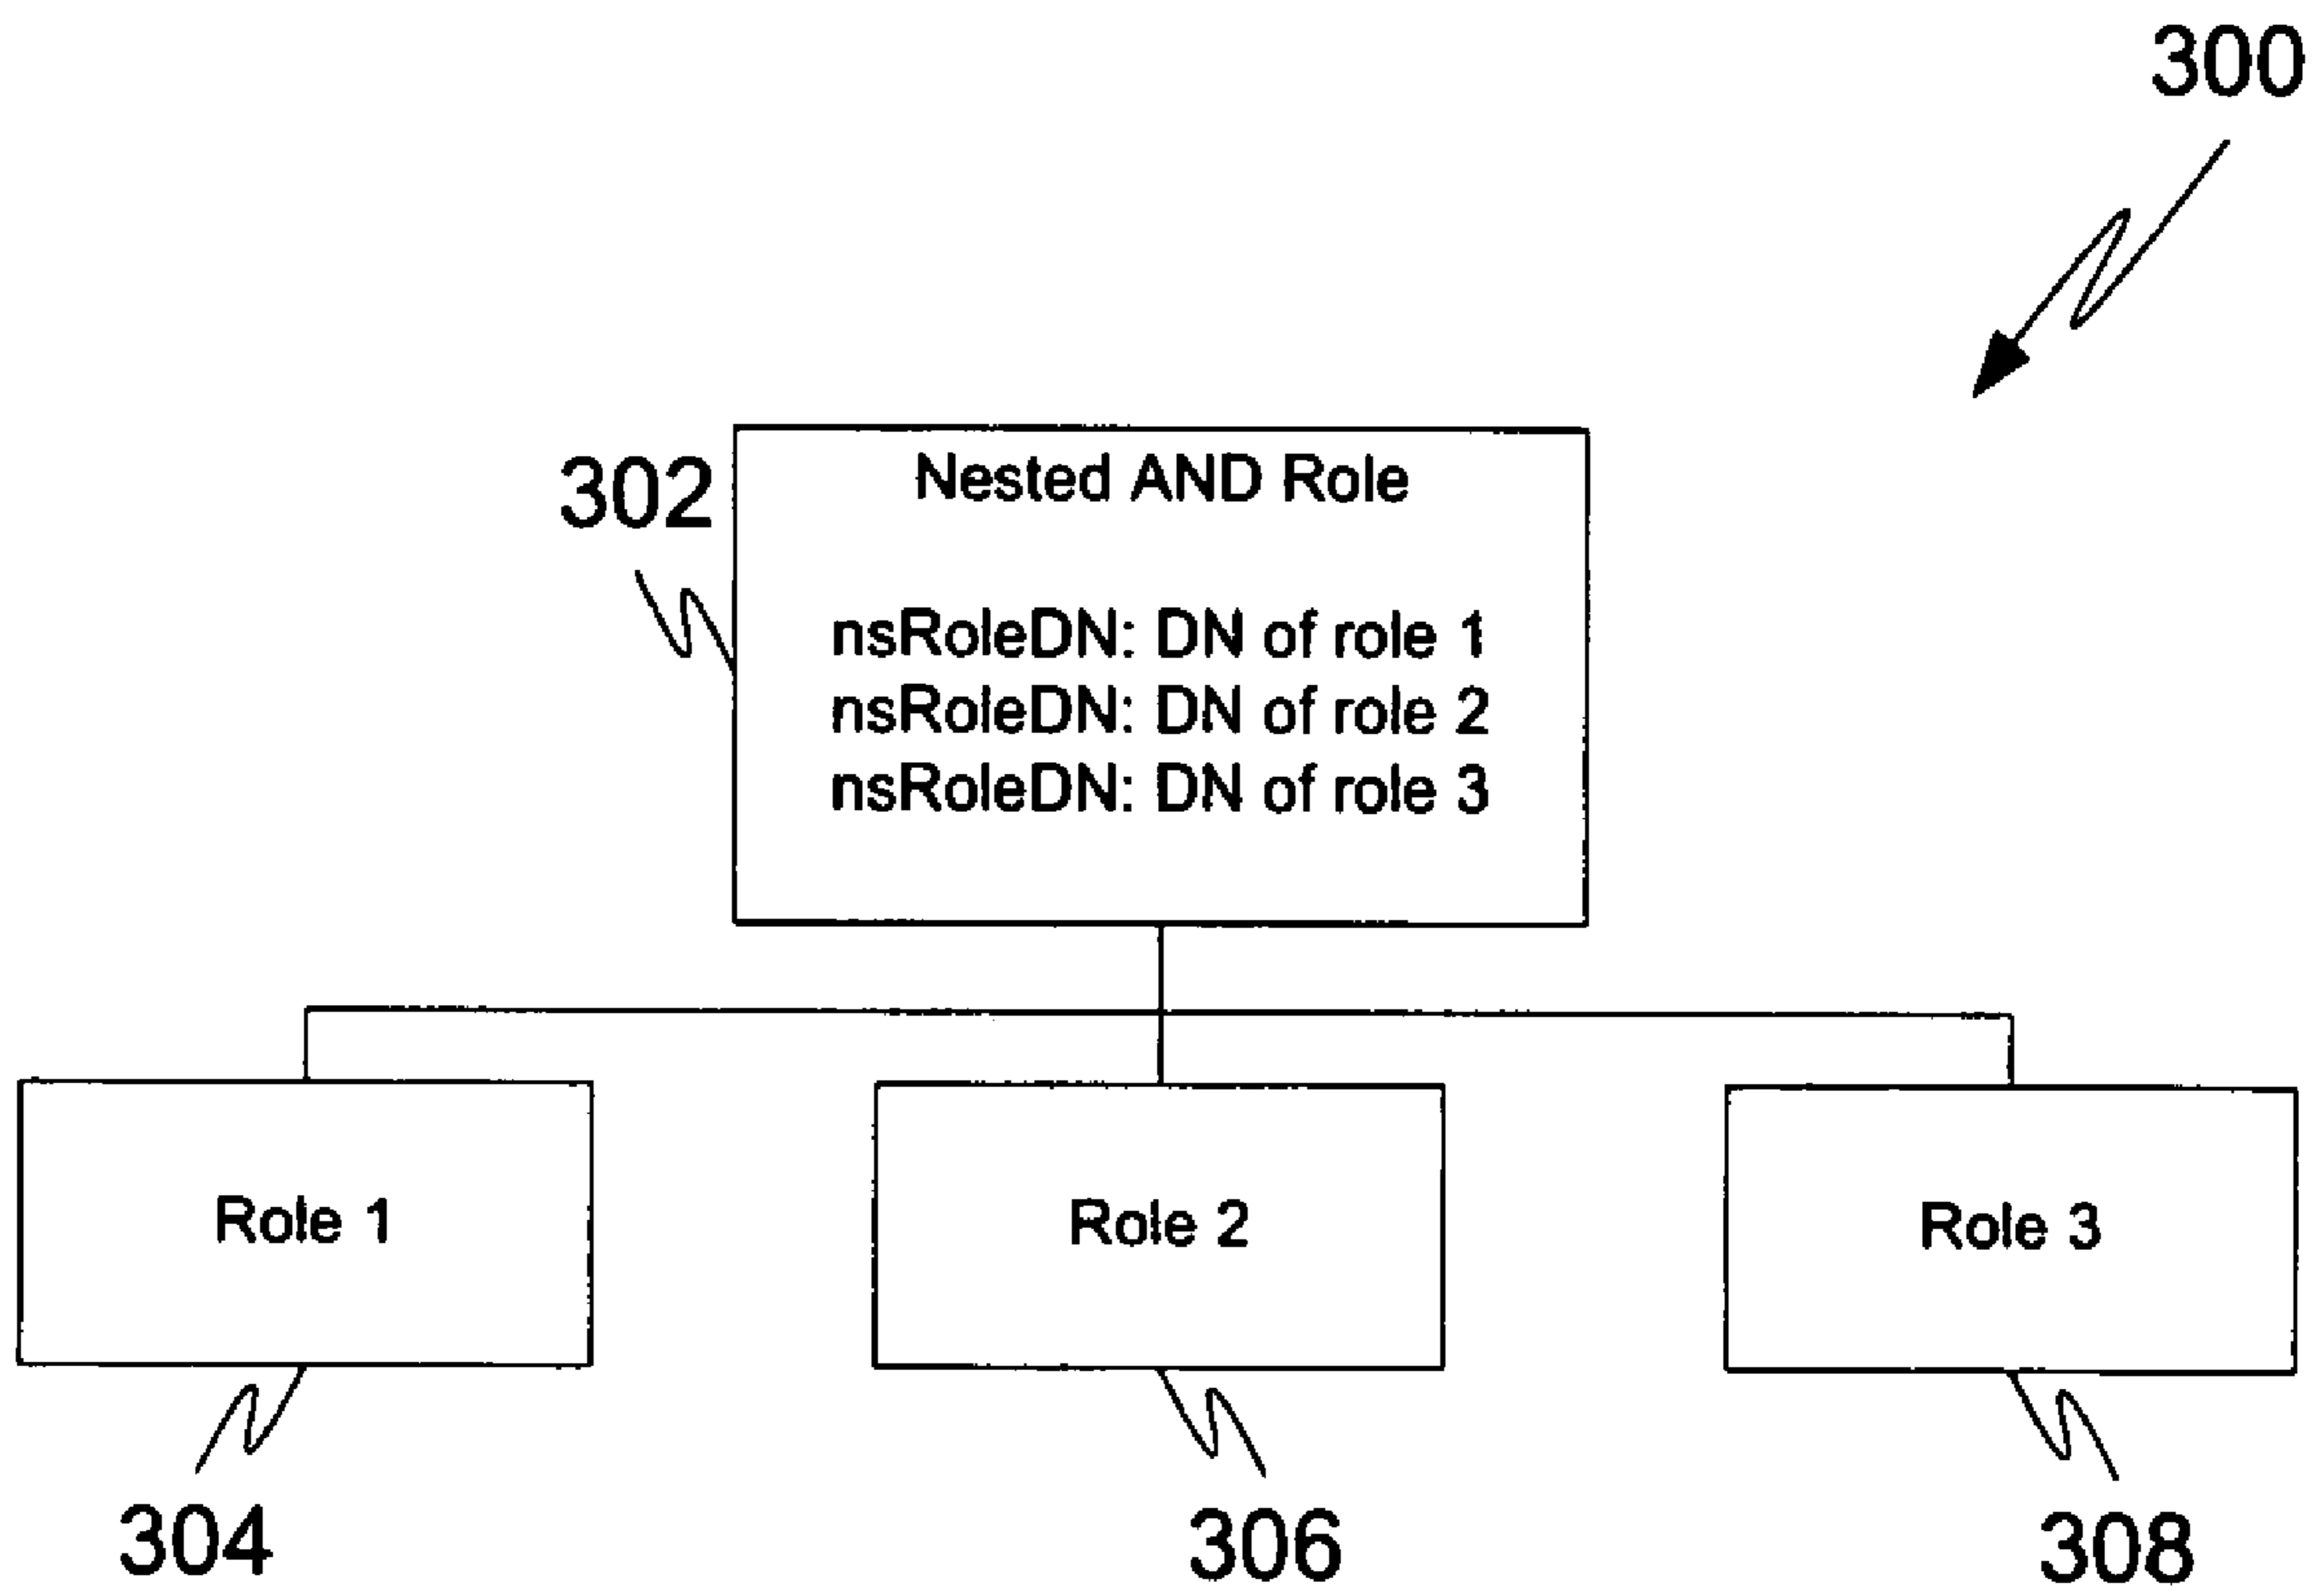 300
302
Nested AND Role
nsRoleDN: DN of role 1
nsRoleDN: DN of role 2
nsRoleDN: DN of role 3
Role 1
Role 2
Role 3
304
306
308